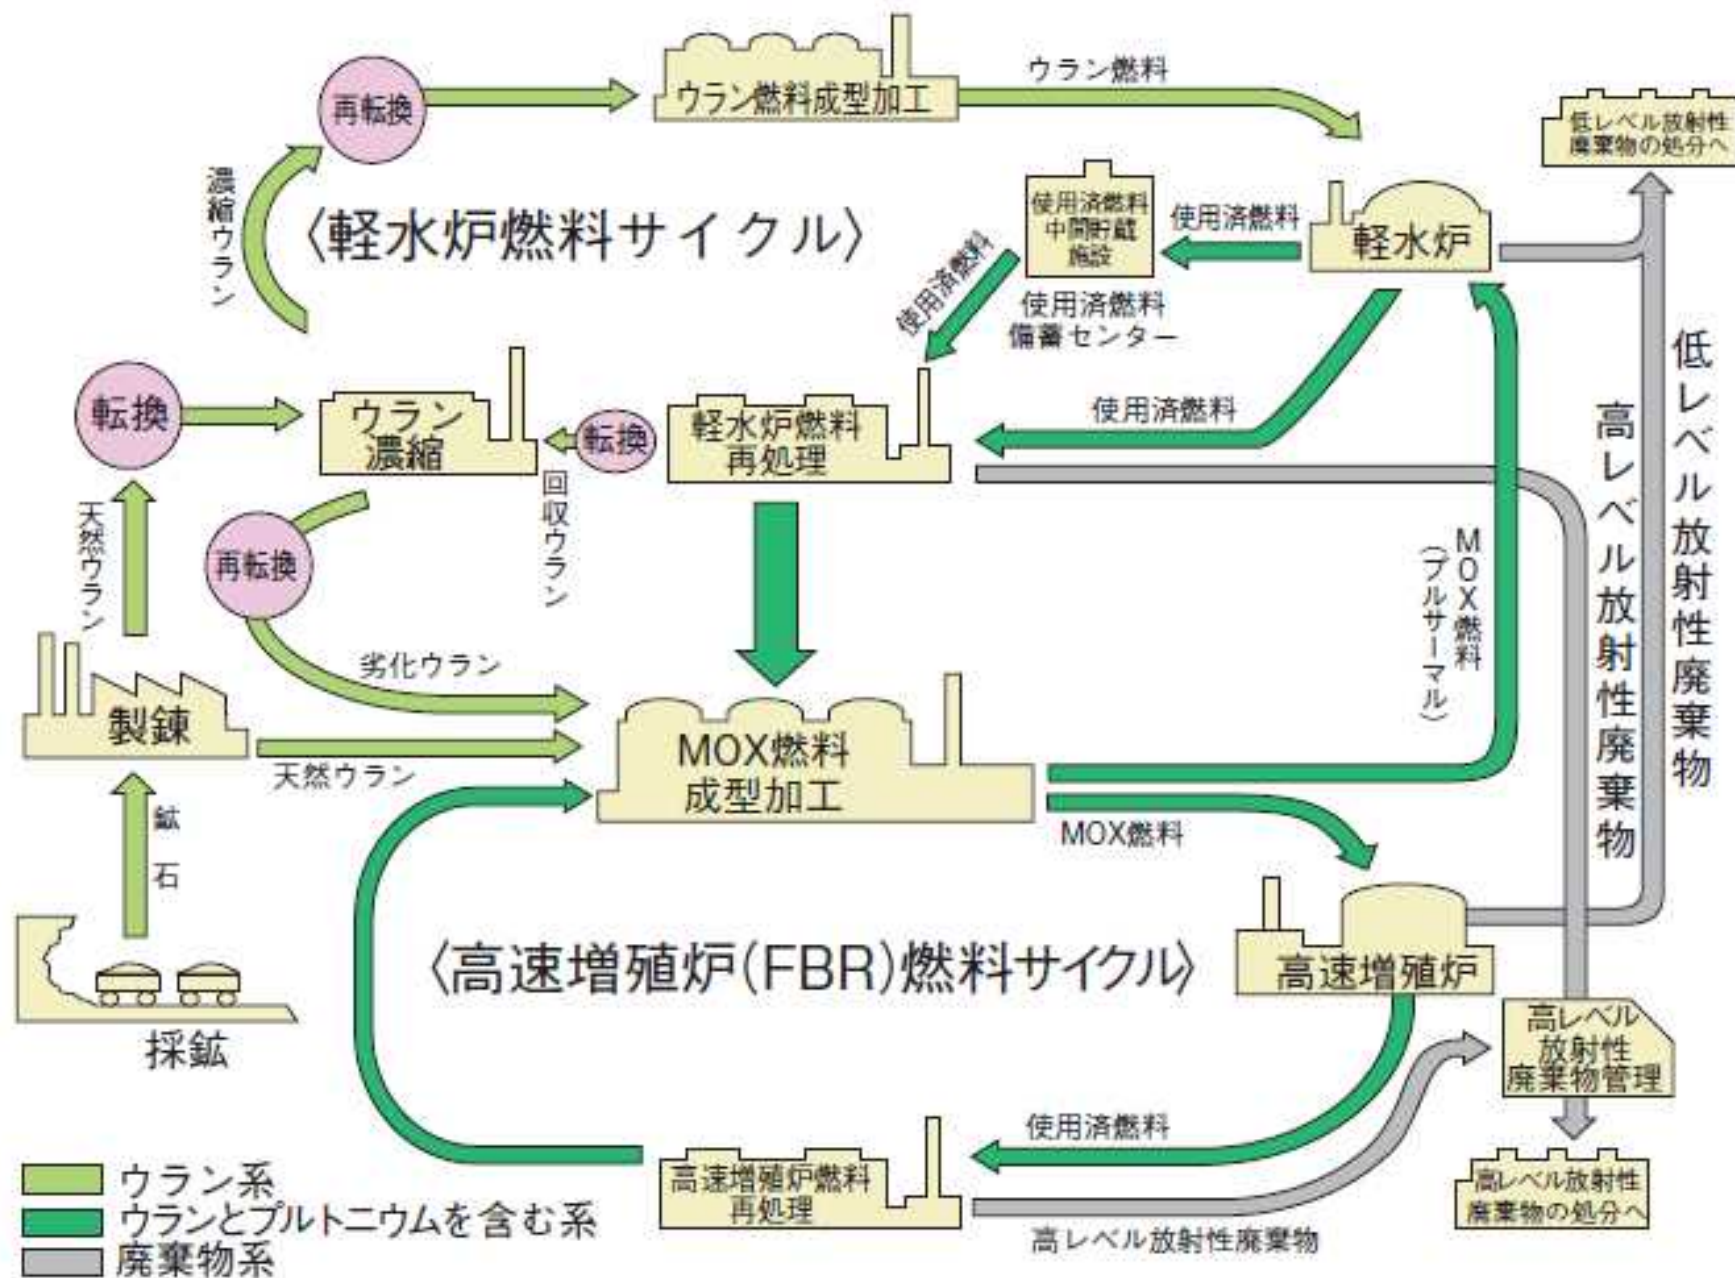 再転換
ウラン燃料成型加工
ウラン燃料
低レベル放射性
廃棄物の処分へ
濃縮ウラン
〈軽水炉燃料サイクル〉
使用済燃料
中間貯蔵
施設
使用済燃料
軽水炉
使用済燃料
使用済燃料
備蓄センター
転換
ウラン
濃縮
転換
軽水炉燃料
再処理
使用済燃料
低レベル放射性廃棄物
高レベル放射性廃棄物
天然ウラン
再転換
回収ウラン
MOX燃料
(プルサーマル)
劣化ウラン
製錬
天然ウラン
MOX燃料
成型加工
MOX燃料
鉱石
採鉱
〈高速増殖炉(FBR)燃料サイクル〉
高速増殖炉
高レベル
放射性
廃棄物管理
使用済燃料
高速増殖炉燃料
再処理
高レベル放射性廃棄物
高レベル放射性
廃棄物の処分へ
ウラン系
ウランとプルトニウムを含む系
廃棄物系